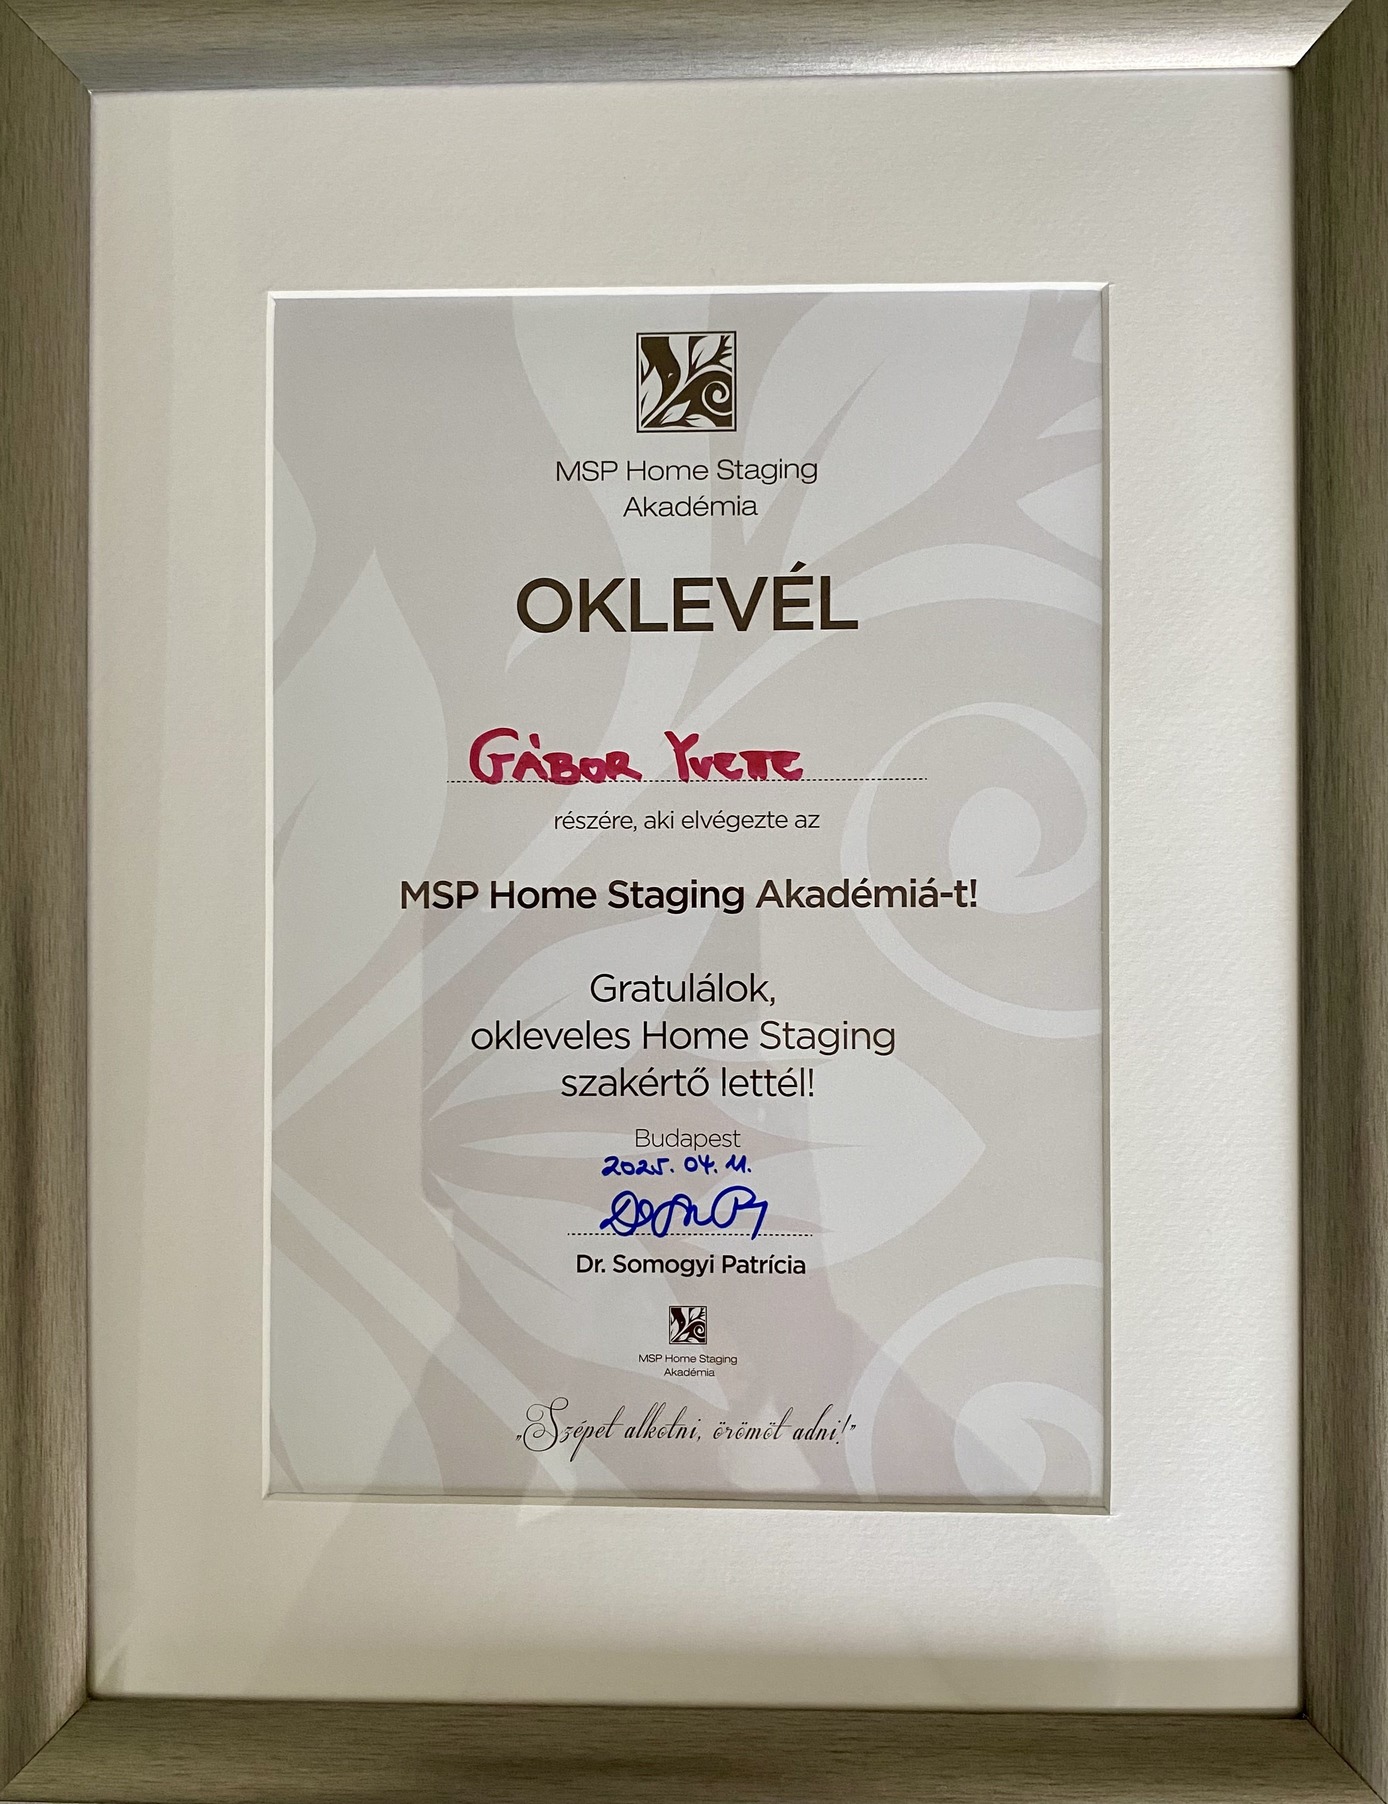 MSP Home Staging
Akadémia
OKLEVÉL
GÁBOR YVETTE
részére, aki elvégezte az
MSP Home Staging Akadémiá-t!
Gratulálok,
okleveles Home Staging
szakértő lettél!
Budapest
2025. 04. 11.
Dr. Somogyi Patrícia
MSP Home Staging
Akadémia
„Szépet alkotni, örömöt adni!”